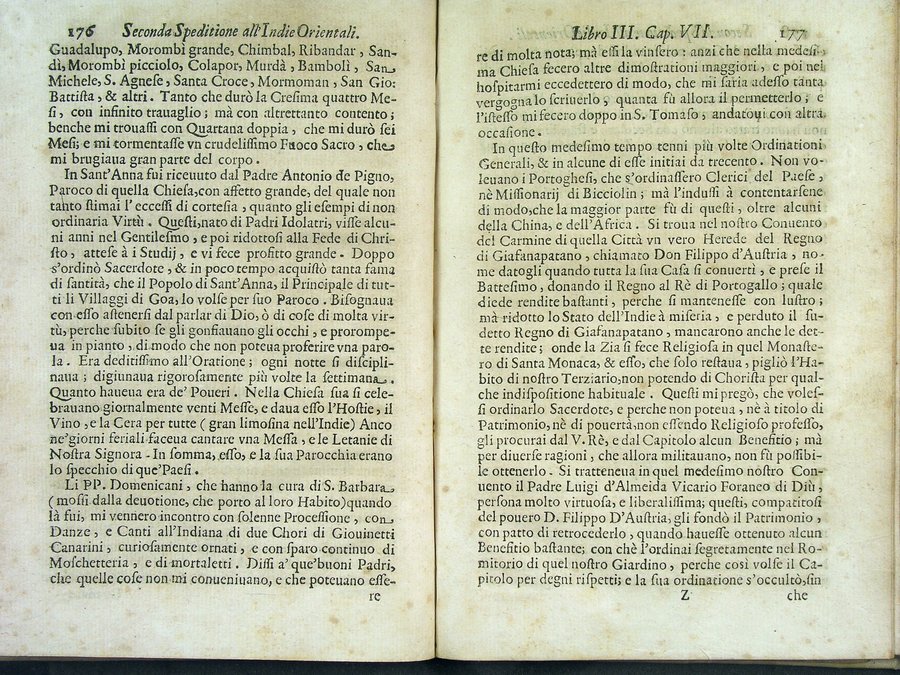 176 Seconda Speditione all'Indie Orientali.
Guadalupo, Morombì grande, Chimbal, Ribandar, San-
dì, Morombì picciolo, Colapor, Murdà, Bambolì, San
Michele, S. Agnese, Santa Croce, Mormoman, San Gio:
Battista, & altri. Tanto che durò la Cresima quattro Me-
si, con infinito trauaglio; mà con altrettanto contento;
benche mi trouassi con Quartana doppia, che mi durò sei
Mesi; e mi tormentasse vn crudelissimo Fuoco Sacro, che
mi brugiaua gran parte del corpo.
In Sant'Anna fui riceuuto dal Padre Antonio de Pigno,
Paroco di quella Chiesa, con affetto grande, del quale non
tanto stimai l'eccessi di cortesia, quanto gli esempi di non
ordinaria Virtù. Questi, nato di Padri Idolatri, visse alcu-
ni anni nel Gentilesmo, e poi ridottosi alla Fede di Chri-
sto, attese à i Studij, e vi fece profitto grande. Doppo
s'ordinò Sacerdote, & in poco tempo acquistò tanta fama
di santità, che il Popolo di Sant'Anna, il Principale di tut-
ti li Villaggi di Goa, lo volse per suo Paroco. Bisognaua
con esso astenersi dal parlar di Dio, ò di cose di molta vir-
tù, perche subito se gli gonfiauano gli occhi, e prorompe-
ua in pianto, di modo che non poteua proferire vna paro-
la. Era deditissimo all'Oratione; ogni notte si discipli-
naua; digiunaua rigorosamente più volte la settimana.
Quanto haueua era de' Poueri. Nella Chiesa sua si cele-
brauano giornalmente venti Messe, e daua esso l'Hostie, il
Vino, e la Cera per tutte (gran limosina nell'Indie) Anco
ne'giorni feriali faceua cantare vna Messa, e le Letanie di
Nostra Signora. In somma, esso, e la sua Parocchia erano
lo specchio di que'Paesi.
Li PP. Domenicani, che hanno la cura di S. Barbara
(mossi dalla deuotione, che porto al loro Habito) quando
là fui, mi vennero incontro con solenne Processione, con
Danze, e Canti all'Indiana di due Chori di Giouinetti
Canarini, curiosamente ornati, e con sparo continuo di
Moschetteria, e di mortaletti. Dissi a'que'buoni Padri,
che quelle cose non mi conueniuano, e che poteuano esse-
re
Libro III. Cap. VII. 177
re di molta nota; mà essi la vinsero: anzi che nella medesi-
ma Chiesa fecero altre dimostrationi maggiori, e poi nel
hospitarmi eccedettero di modo, che mi saria adesso tanta
vergogna lo scriuerlo, quanta fù allora il permetterlo; e
l'istesso mi fecero doppo in S. Tomaso, andatoui con altra
occasione.
In questo medesimo tempo tenni più volte Ordinationi
Generali, & in alcune di esse initiai da trecento. Non vo-
leuano i Portoghesi, che s'ordinassero Clerici del Paese,
nè Missionarij di Bicciolin; mà l'indussi à contentarsene
di modo, che la maggior parte fù di questi, oltre alcuni
della China, e dell'Africa. Si troua nel nostro Conuento
del Carmine di quella Città vn vero Herede del Regno
di Giafanapatano, chiamato Don Filippo d'Austria, no-
me datogli quando tutta la sua Casa si conuertì, e prese il
Battesimo, donando il Regno al Rè di Portogallo; quale
diede rendite bastanti, perche si mantenesse con lustro;
mà ridotto lo Stato dell'Indie à miseria, e perduto il su-
detto Regno di Giafanapatano, mancarono anche le det-
te rendite; onde la Zia si fece Religiosa in quel Monaste-
ro di Santa Monaca, & esso, che solo restaua, pigliò l'Ha-
bito di nostro Terziario, non potendo di Chorista per qual-
che indispositione habituale. Questi mi pregò, che voles-
si ordinarlo Sacerdote, e perche non poteua, nè à titolo di
Patrimonio, nè di pouertà, non essendo Religioso professo,
gli procurai dal V. Rè, e dal Capitolo alcun Benefitio; mà
per diuerse ragioni, che allora militauano, non fù possibi-
le ottenerlo. Si tratteneua in quel medesimo nostro Con-
uento il Padre Luigi d'Almeida Vicario Foraneo di Diù,
persona molto virtuosa, e liberalissima; questi, compatitosi
del pouero D. Filippo D'Austria, gli fondò il Patrimonio,
con patto di retrocederlo, quando hauesse ottenuto alcun
Benefitio bastante; con chè l'ordinai segretamente nel Ro-
mitorio di quel nostro Giardino, perche così volse il Ca-
pitolo per degni rispetti; e la sua ordinatione s'occultò, sin
Z che